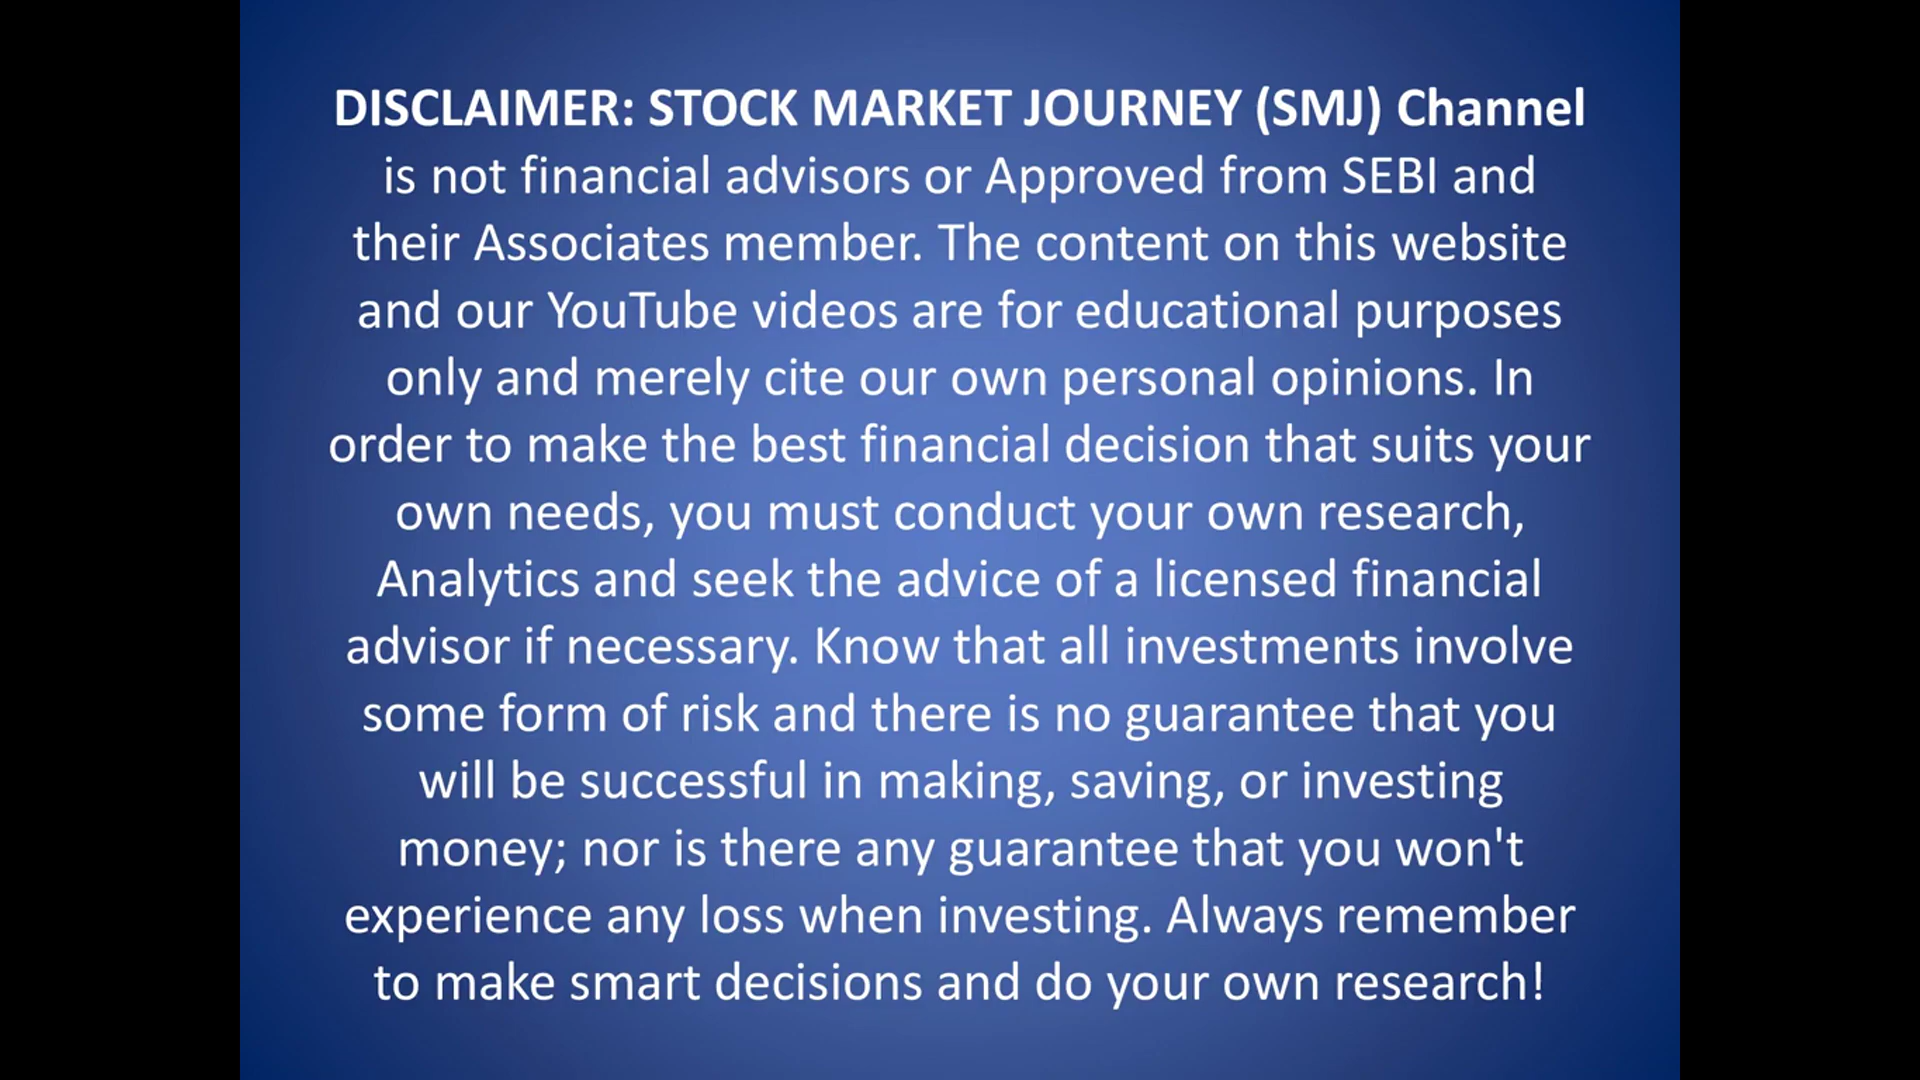 DISCLAIMER: STOCK MARKET JOURNEY (SMJ) Channel
is not financial advisors or Approved from SEBI and
their Associates member. The content on this website
and our YouTube videos are for educational purposes
only and merely cite our own personal opinions. In
order to make the best financial decision that suits your
own needs, you must conduct your own research,
Analytics and seek the advice of a licensed financial
advisor if necessary. Know that all investments involve
some form of risk and there is no guarantee that you
will be successful in making, saving, or investing
money; nor is there any guarantee that you won't
experience any loss when investing. Always remember
to make smart decisions and do your own research!